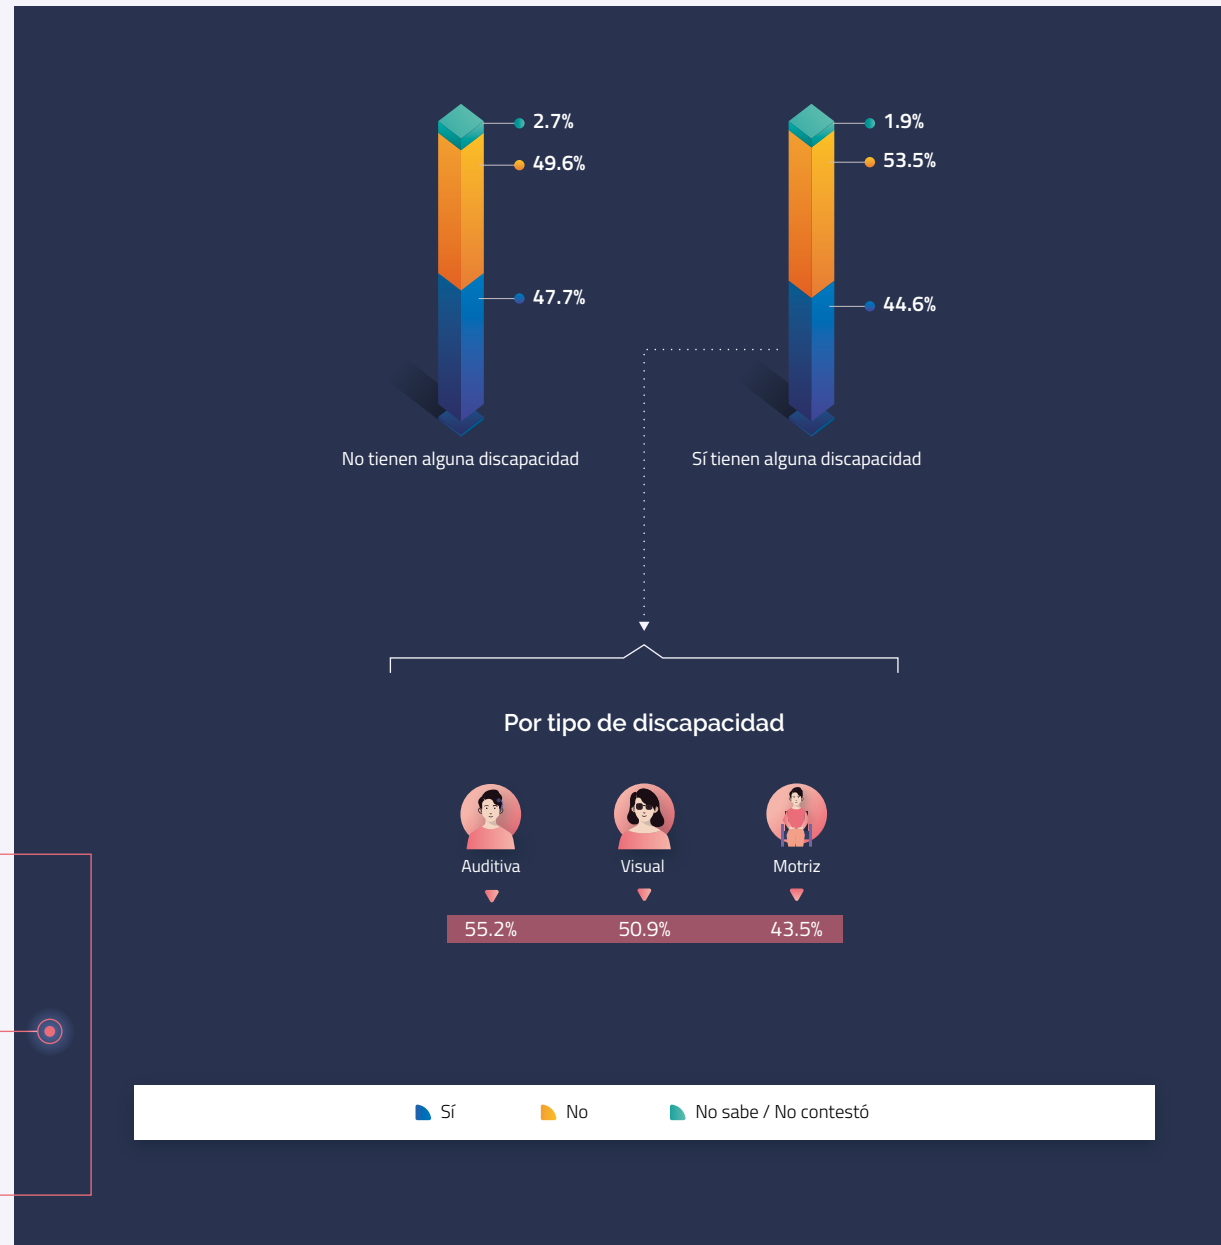 2.7%
49.6%
47.7%
No tienen alguna discapacidad
1.9%
53.5%
44.6%
Sí tienen alguna discapacidad
Por tipo de discapacidad
Auditiva Visual Motriz
55.2% 50.9% 43.5%
Sí No No sabe / No contestó